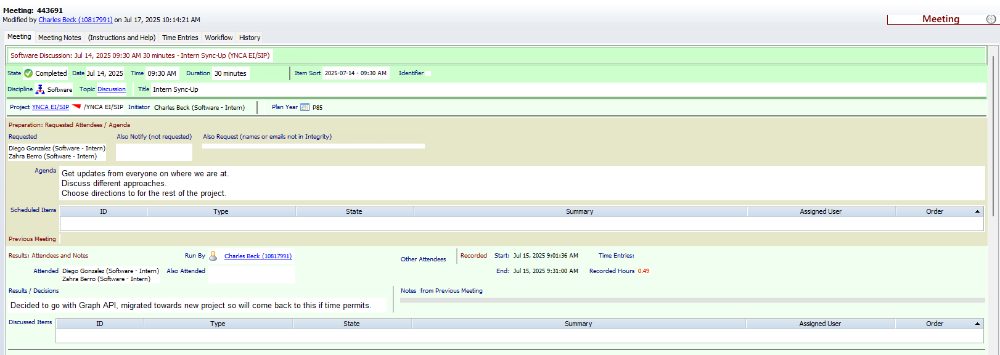 Meeting: 443691
Modified by Charles Beck (10817991) on Jul 17, 2025 10:14:21 AM
Meeting
Meeting Meeting Notes (Instructions and Help) Time Entries Workflow History
Software Discussion: Jul 14, 2025 09:30 AM 30 minutes - Intern Sync-Up (YNCA EI/SIP)
State Completed Date Jul 14, 2025 Time 09:30 AM Duration 30 minutes Item Sort 2025-07-14 - 09:30 AM Identifier
Discipline Software Topic Discussion Title Intern Sync-Up
Project YNCA EI/SIP /YNCA EI/SIP Initiator Charles Beck (Software - Intern) Plan Year P85
Preparation: Requested Attendees / Agenda
Requested Also Notify (not requested) Also Request (names or emails not in Integrity)
Diego Gonzalez (Software - Intern)
Zahra Berro (Software - Intern)
Agenda Get updates from everyone on where we are at.
Discuss different approaches.
Choose directions to for the rest of the project.
Scheduled Items ID Type State Summary Assigned User Order
Previous Meeting
Results: Attendees and Notes Run By Charles Beck (10817991) Other Attendees Recorded Start: Jul 15, 2025 9:01:36 AM Time Entries:
Attended Diego Gonzalez (Software - Intern) Also Attended End: Jul 15, 2025 9:31:00 AM Recorded Hours 0.49
Zahra Berro (Software - Intern)
Results / Decisions Notes from Previous Meeting
Decided to go with Graph API, migrated towards new project so will come back to this if time permits.
Discussed Items ID Type State Summary Assigned User Order